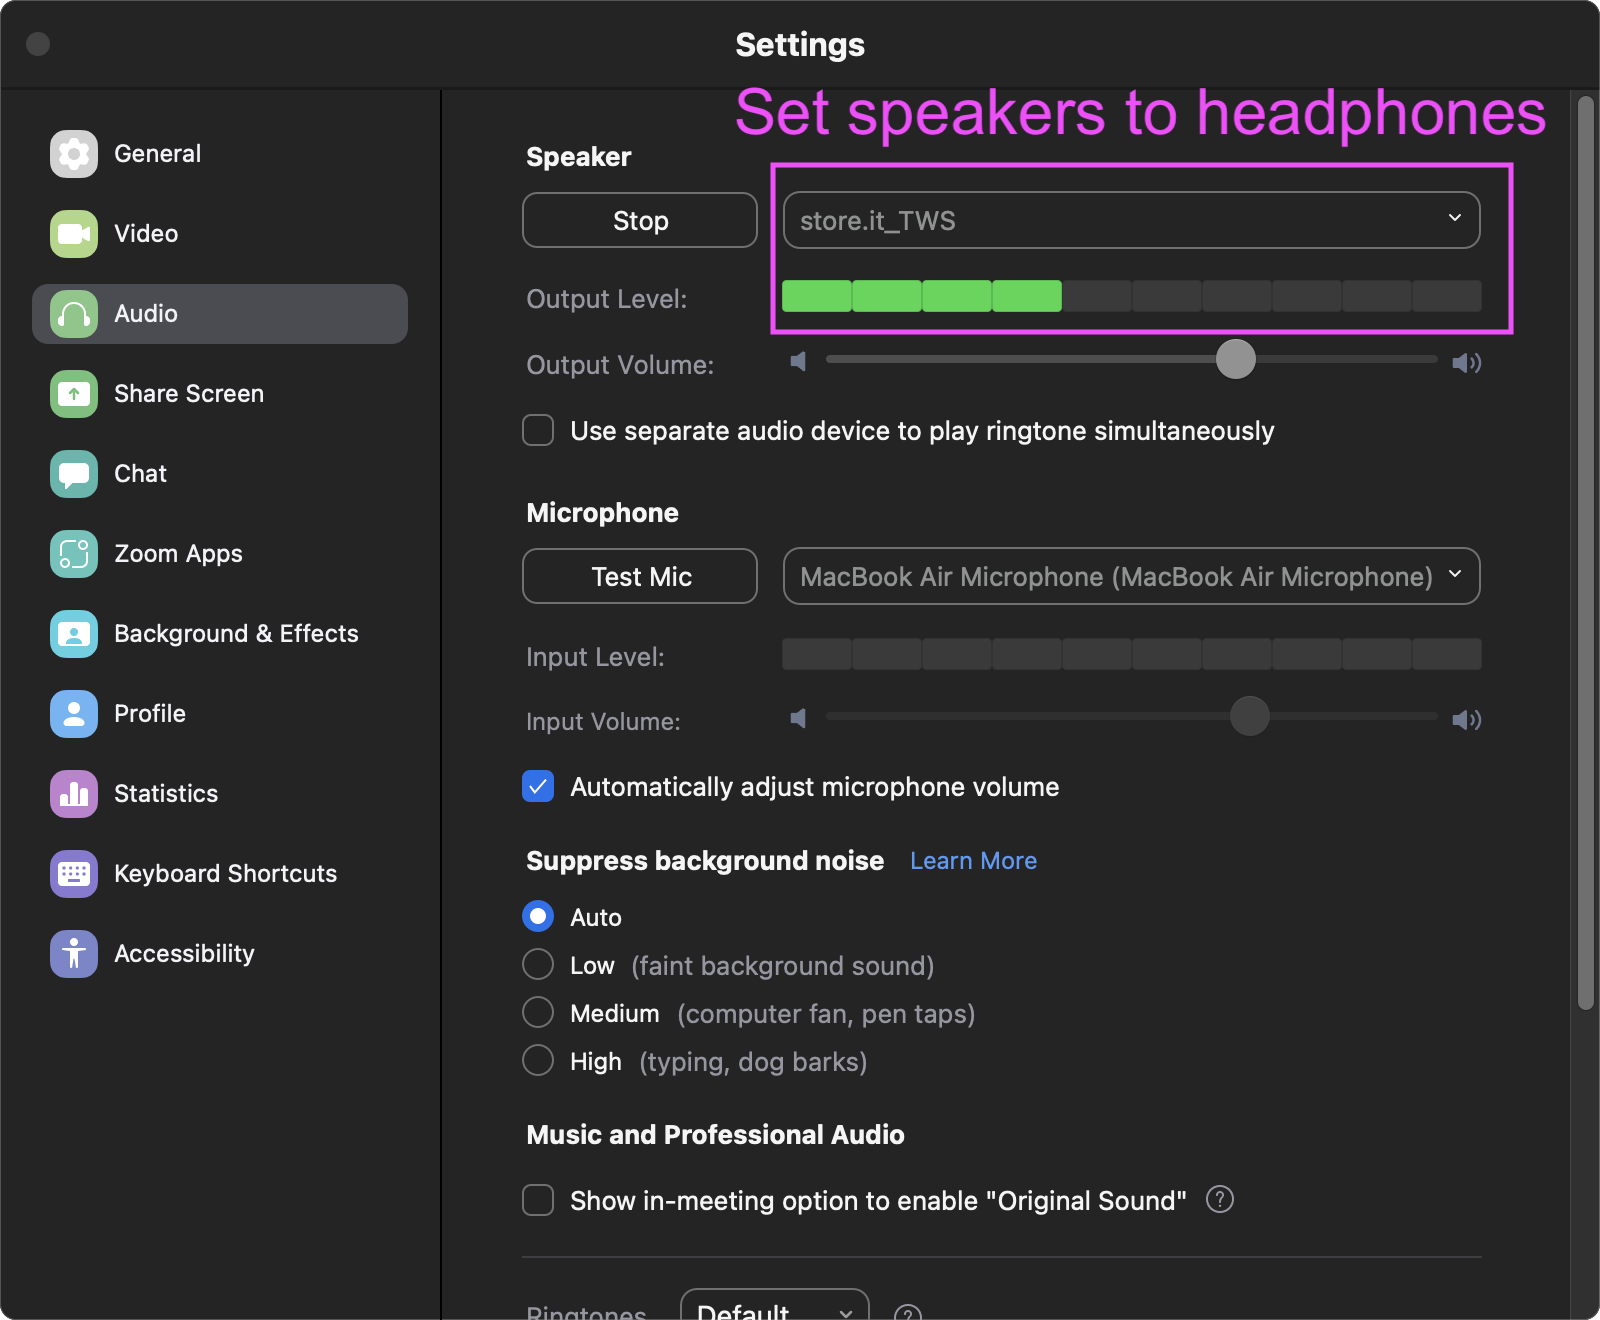 Settings
Set speakers to headphones
General
Video
Audio
Share Screen
Chat
Zoom Apps
Background & Effects
Profile
Statistics
Keyboard Shortcuts
Accessibility
Speaker
Stop
store.it_TWS
Output Level:
Output Volume:
Use separate audio device to play ringtone simultaneously
Microphone
Test Mic
MacBook Air Microphone (MacBook Air Microphone)
Input Level:
Input Volume:
Automatically adjust microphone volume
Suppress background noise Learn More
Auto
Low (faint background sound)
Medium (computer fan, pen taps)
High (typing, dog barks)
Music and Professional Audio
Show in-meeting option to enable "Original Sound" ?
Ringtones Default ?